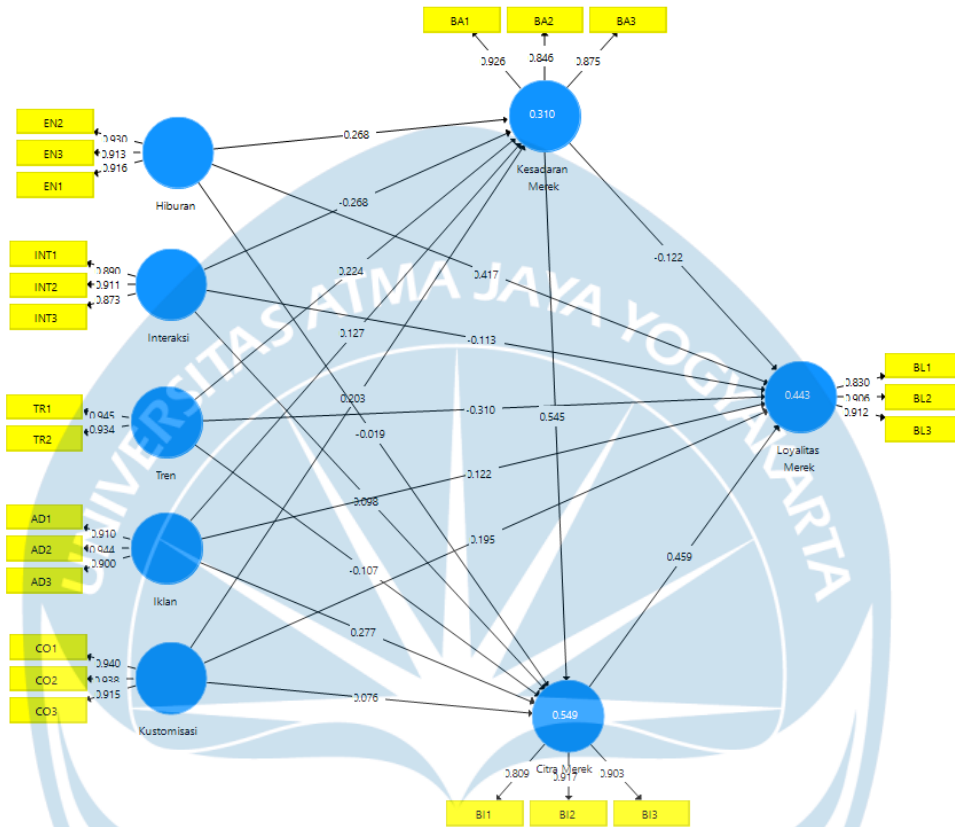 BA1
BA2
BA3
0.926
0.846
0.875
0.310
Kesadaran
Merek
EN2
EN3
EN1
0.930
0.913
0.916
Hiburan
INT1
INT2
INT3
0.890
0.911
0.873
Interaksi
TR1
TR2
0.945
0.934
Tren
AD1
AD2
AD3
0.910
0.944
0.900
Iklan
CO1
CO2
CO3
0.940
0.938
0.915
Kustomisasi
0.268
-0.268
0.224
0.127
0.203
-0.019
0.417
-0.113
-0.310
0.122
0.195
0.098
-0.107
0.277
0.076
-0.122
0.545
0.459
0.443
Loyalitas
Merek
0.830
0.906
0.912
BL1
BL2
BL3
0.549
Citra Merek
0.809
0.917
0.903
BI1
BI2
BI3
UNIVERSITAS ATMA JAYA YOGYAKARTA